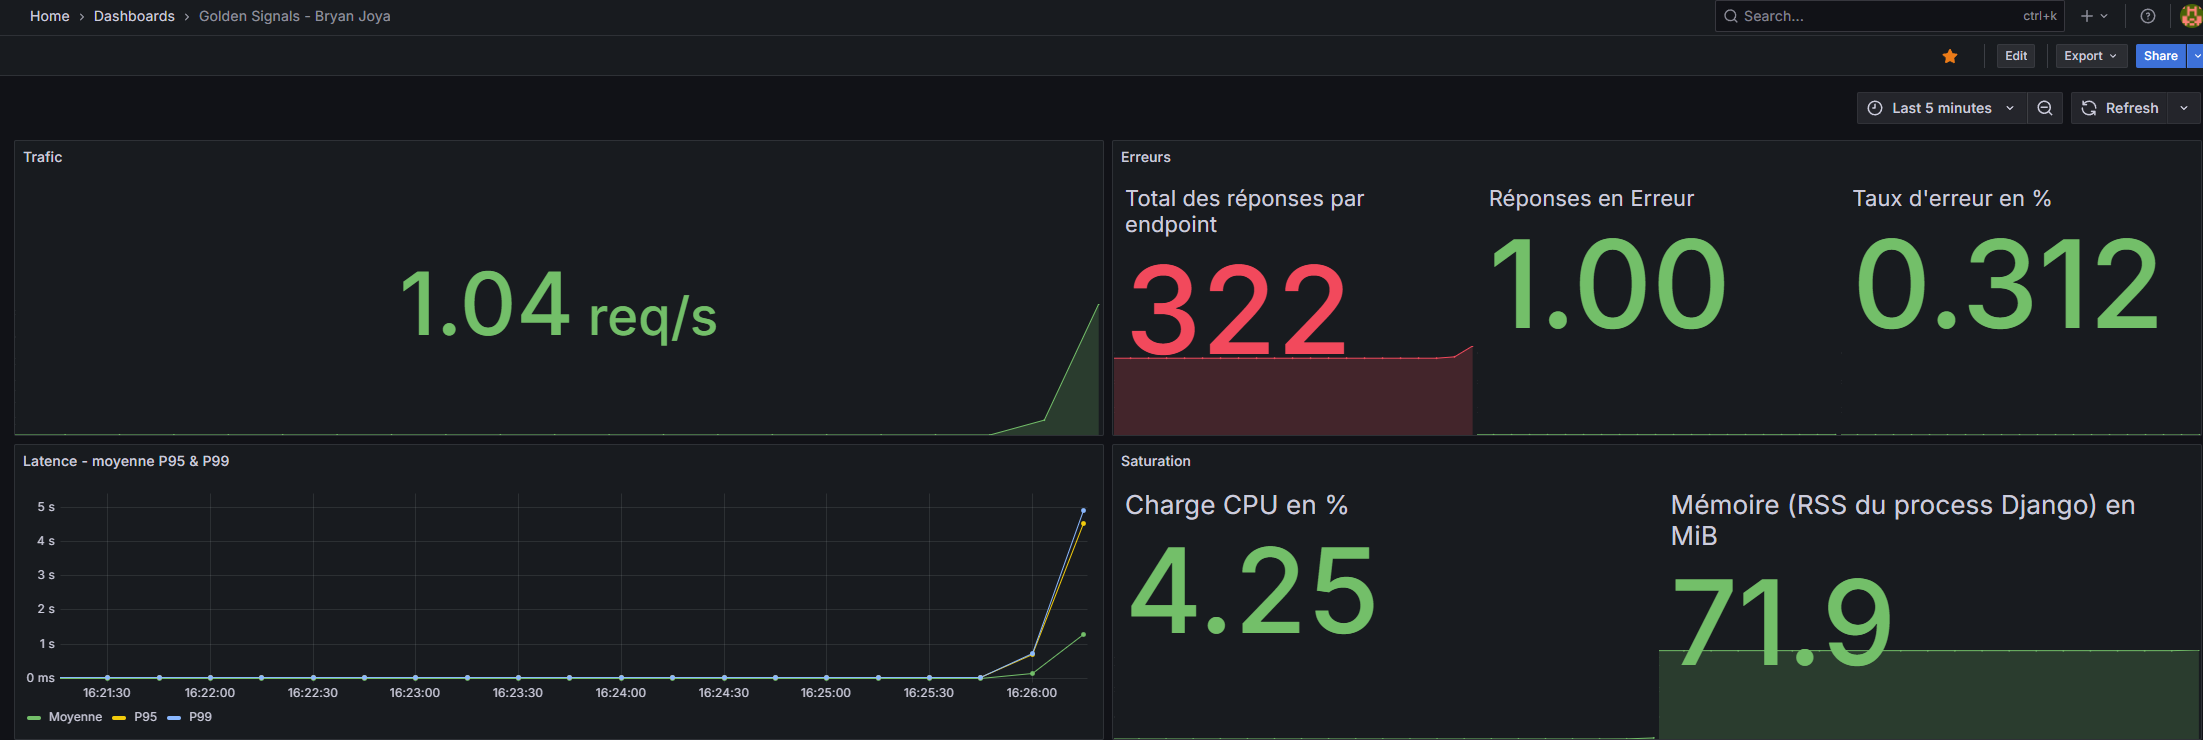 Home › Dashboards › Golden Signals - Bryan Joya
Search... ctrl+k
Edit Export Share
Last 5 minutes Refresh
Trafic
1.04 req/s
Erreurs
Total des réponses par
endpoint
322
Réponses en Erreur
1.00
Taux d'erreur en %
0.312
Latence - moyenne P95 & P99
5 s
4 s
3 s
2 s
1 s
0 ms
16:21:30 16:22:00 16:22:30 16:23:00 16:23:30 16:24:00 16:24:30 16:25:00 16:25:30 16:26:00
Moyenne P95 P99
Saturation
Charge CPU en %
4.25
Mémoire (RSS du process Django) en
MiB
71.9